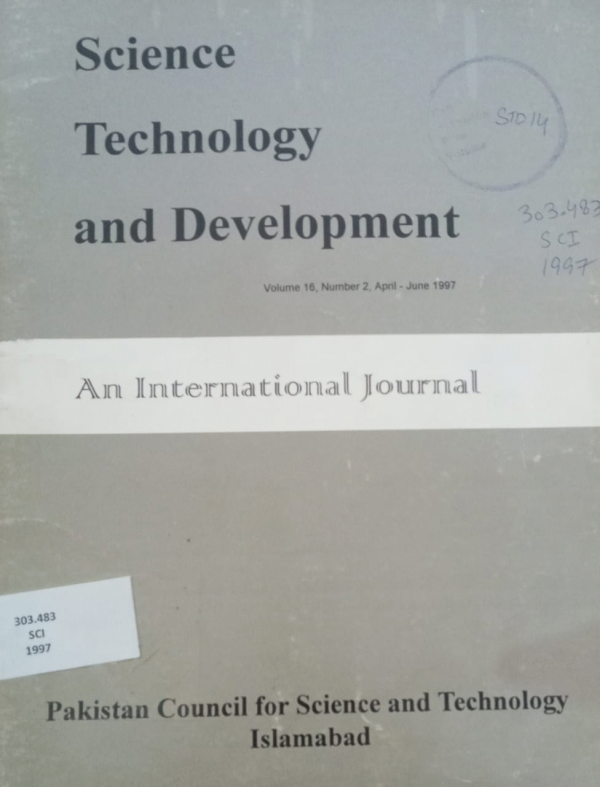 Science
Technology
and Development
STD14
303.483
SCI
1997
Volume 16, Number 2, April - June 1997
An International Journal
303.483
SCI
1997
Pakistan Council for Science and Technology
Islamabad